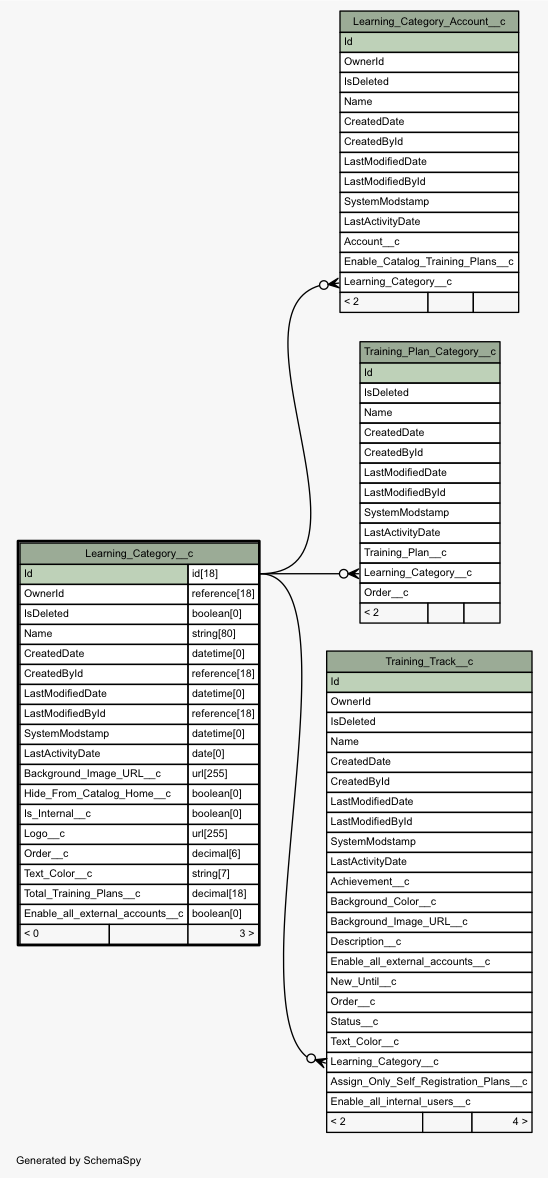 Learning_Category_Account__c
Id
OwnerId
IsDeleted
Name
CreatedDate
CreatedById
LastModifiedDate
LastModifiedById
SystemModstamp
LastActivityDate
Account__c
Enable_Catalog_Training_Plans__c
Learning_Category__c
< 2
Training_Plan_Category__c
Id
IsDeleted
Name
CreatedDate
CreatedById
LastModifiedDate
LastModifiedById
SystemModstamp
LastActivityDate
Training_Plan__c
Learning_Category__c
Order__c
< 2
Learning_Category__c
Id id[18]
OwnerId reference[18]
IsDeleted boolean[0]
Name string[80]
CreatedDate datetime[0]
CreatedById reference[18]
LastModifiedDate datetime[0]
LastModifiedById reference[18]
SystemModstamp datetime[0]
LastActivityDate date[0]
Background_Image_URL__c url[255]
Hide_From_Catalog_Home__c boolean[0]
Is_Internal__c boolean[0]
Logo__c url[255]
Order__c decimal[6]
Text_Color__c string[7]
Total_Training_Plans__c decimal[18]
Enable_all_external_accounts__c boolean[0]
< 0 3 >
Training_Track__c
Id
OwnerId
IsDeleted
Name
CreatedDate
CreatedById
LastModifiedDate
LastModifiedById
SystemModstamp
LastActivityDate
Achievement__c
Background_Color__c
Background_Image_URL__c
Description__c
Enable_all_external_accounts__c
New_Until__c
Order__c
Status__c
Text_Color__c
Learning_Category__c
Assign_Only_Self_Registration_Plans__c
Enable_all_internal_users__c
< 2 4 >
Generated by SchemaSpy